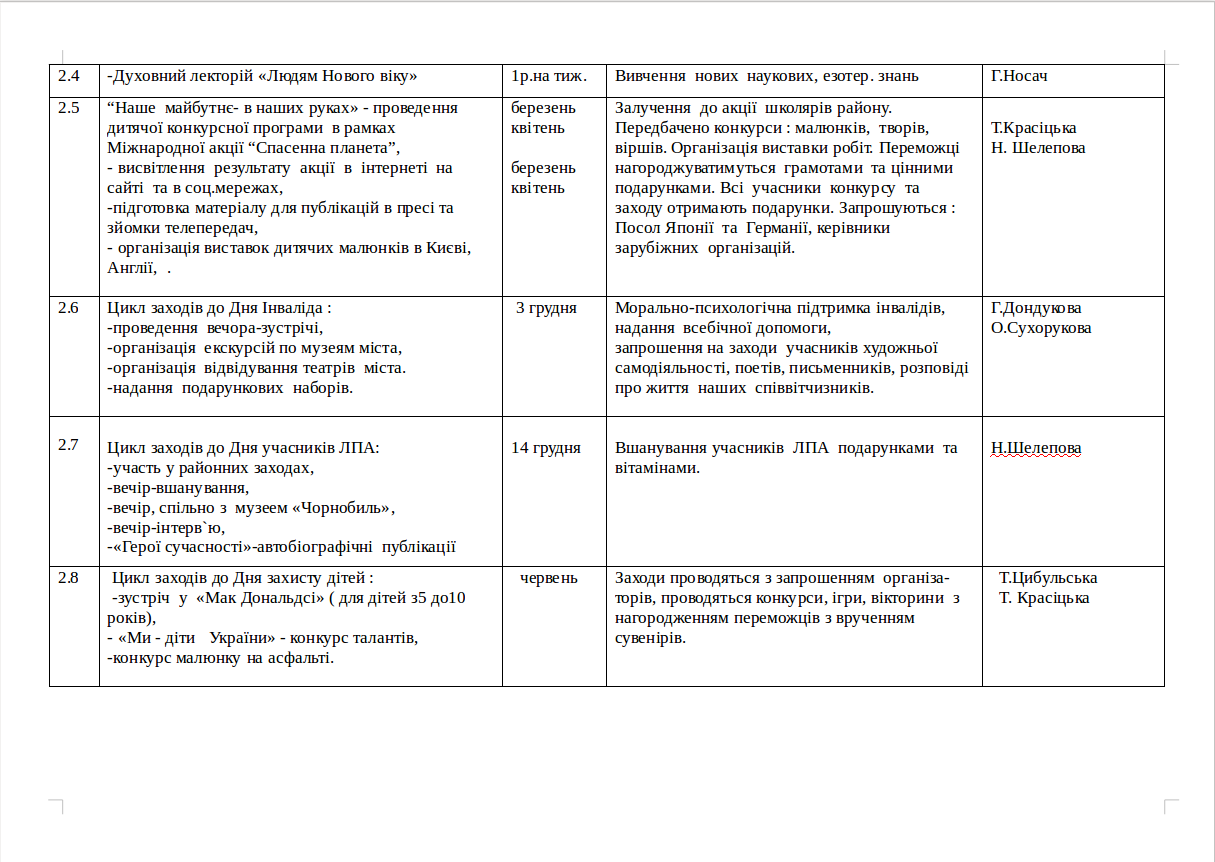 2.4
-Духовний лекторій «Людям Нового віку»
1р.на тиж.
Вивчення нових наукових, езотер. знань
Г.Носач
2.5
“Наше майбутнє- в наших руках» - проведення
дитячої конкурсної програми в рамках
Міжнародної акції “Спасенна планета”,
- висвітлення результату акції в інтернеті на
сайті та в соц.мережах,
-підготовка матеріалу для публікацій в пресі та
зйомки телепередач,
- організація виставок дитячих малюнків в Києві,
Англії, .
березень
квітень
березень
квітень
Залучення до акції школярів району.
Передбачено конкурси : малюнків, творів,
віршів. Організація виставки робіт. Переможці
нагороджуватимуться грамотами та цінними
подарунками. Всі учасники конкурсу та
заходу отримають подарунки. Запрошуються :
Посол Японії та Германії, керівники
зарубіжних організацій.
Т.Красіцька
Н. Шелепова
2.6
Цикл заходів до Дня Інваліда :
-проведення вечора-зустрічі,
-організація екскурсій по музеям міста,
-організація відвідування театрів міста.
-надання подарункових наборів.
3 грудня
Морально-психологічна підтримка інвалідів,
надання всебічної допомоги,
запрошення на заходи учасників художньої
самодіяльності, поетів, письменників, розповіді
про життя наших співвітчизників.
Г.Дондукова
О.Сухорукова
2.7
Цикл заходів до Дня учасників ЛПА:
-участь у районних заходах,
-вечір-вшанування,
-вечір, спільно з музеєм «Чорнобиль»,
-вечір-інтерв`ю,
-«Герої сучасності»-автобіографічні публікації
14 грудня
Вшанування учасників ЛПА подарунками та
вітамінами.
Н.Шелепова
2.8
Цикл заходів до Дня захисту дітей :
-зустріч у «Мак Дональдсі» ( для дітей з5 до10
років),
- «Ми - діти України» - конкурс талантів,
-конкурс малюнку на асфальті.
червень
Заходи проводяться з запрошенням організа-
торів, проводяться конкурси, ігри, вікторини з
нагородженням переможців з врученням
сувенірів.
Т.Цибульська
Т. Красіцька